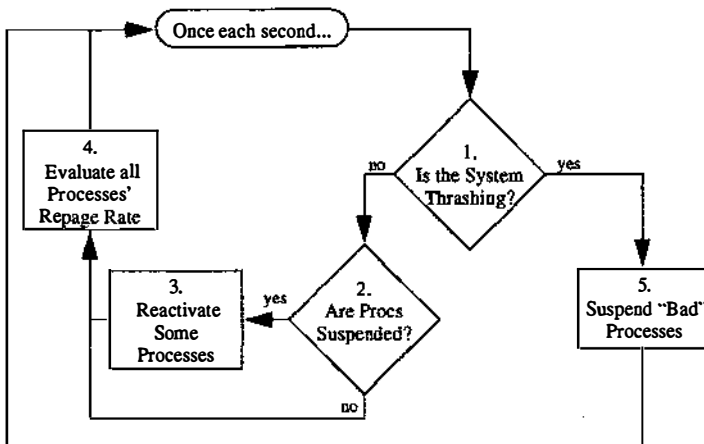 Once each second...
1.
Is the System
Thrashing?
no
yes
4.
Evaluate all
Processes'
Repage Rate
2.
Are Procs
Suspended?
yes
no
3.
Reactivate
Some
Processes
5.
Suspend “Bad”
Processes